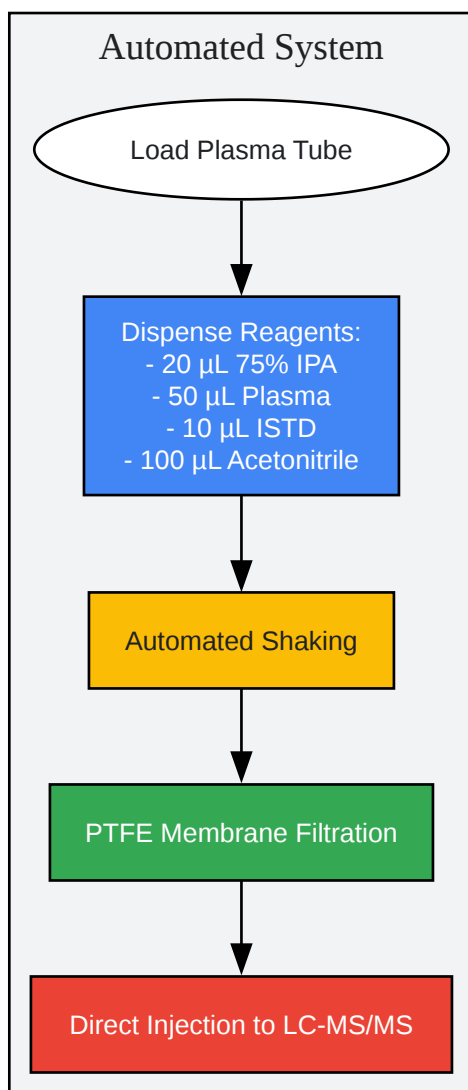 Automated System
Load Plasma Tube
Dispense Reagents:
- 20 µL 75% IPA
- 50 µL Plasma
- 10 µL ISTD
- 100 µL Acetonitrile
Automated Shaking
PTFE Membrane Filtration
Direct Injection to LC-MS/MS